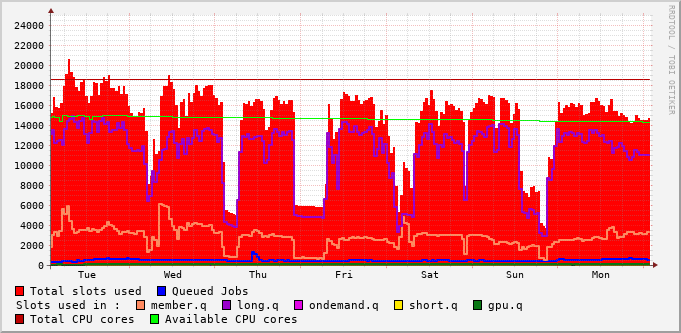 RRDTOOL / TOBI OETIKER
24000
22000
20000
18000
16000
14000
12000
10000
8000
6000
4000
2000
0
Tue Wed Thu Fri Sat Sun Mon
Total slots used Queued Jobs
Slots used in : member.q long.q ondemand.q short.q gpu.q
Total CPU cores Available CPU cores